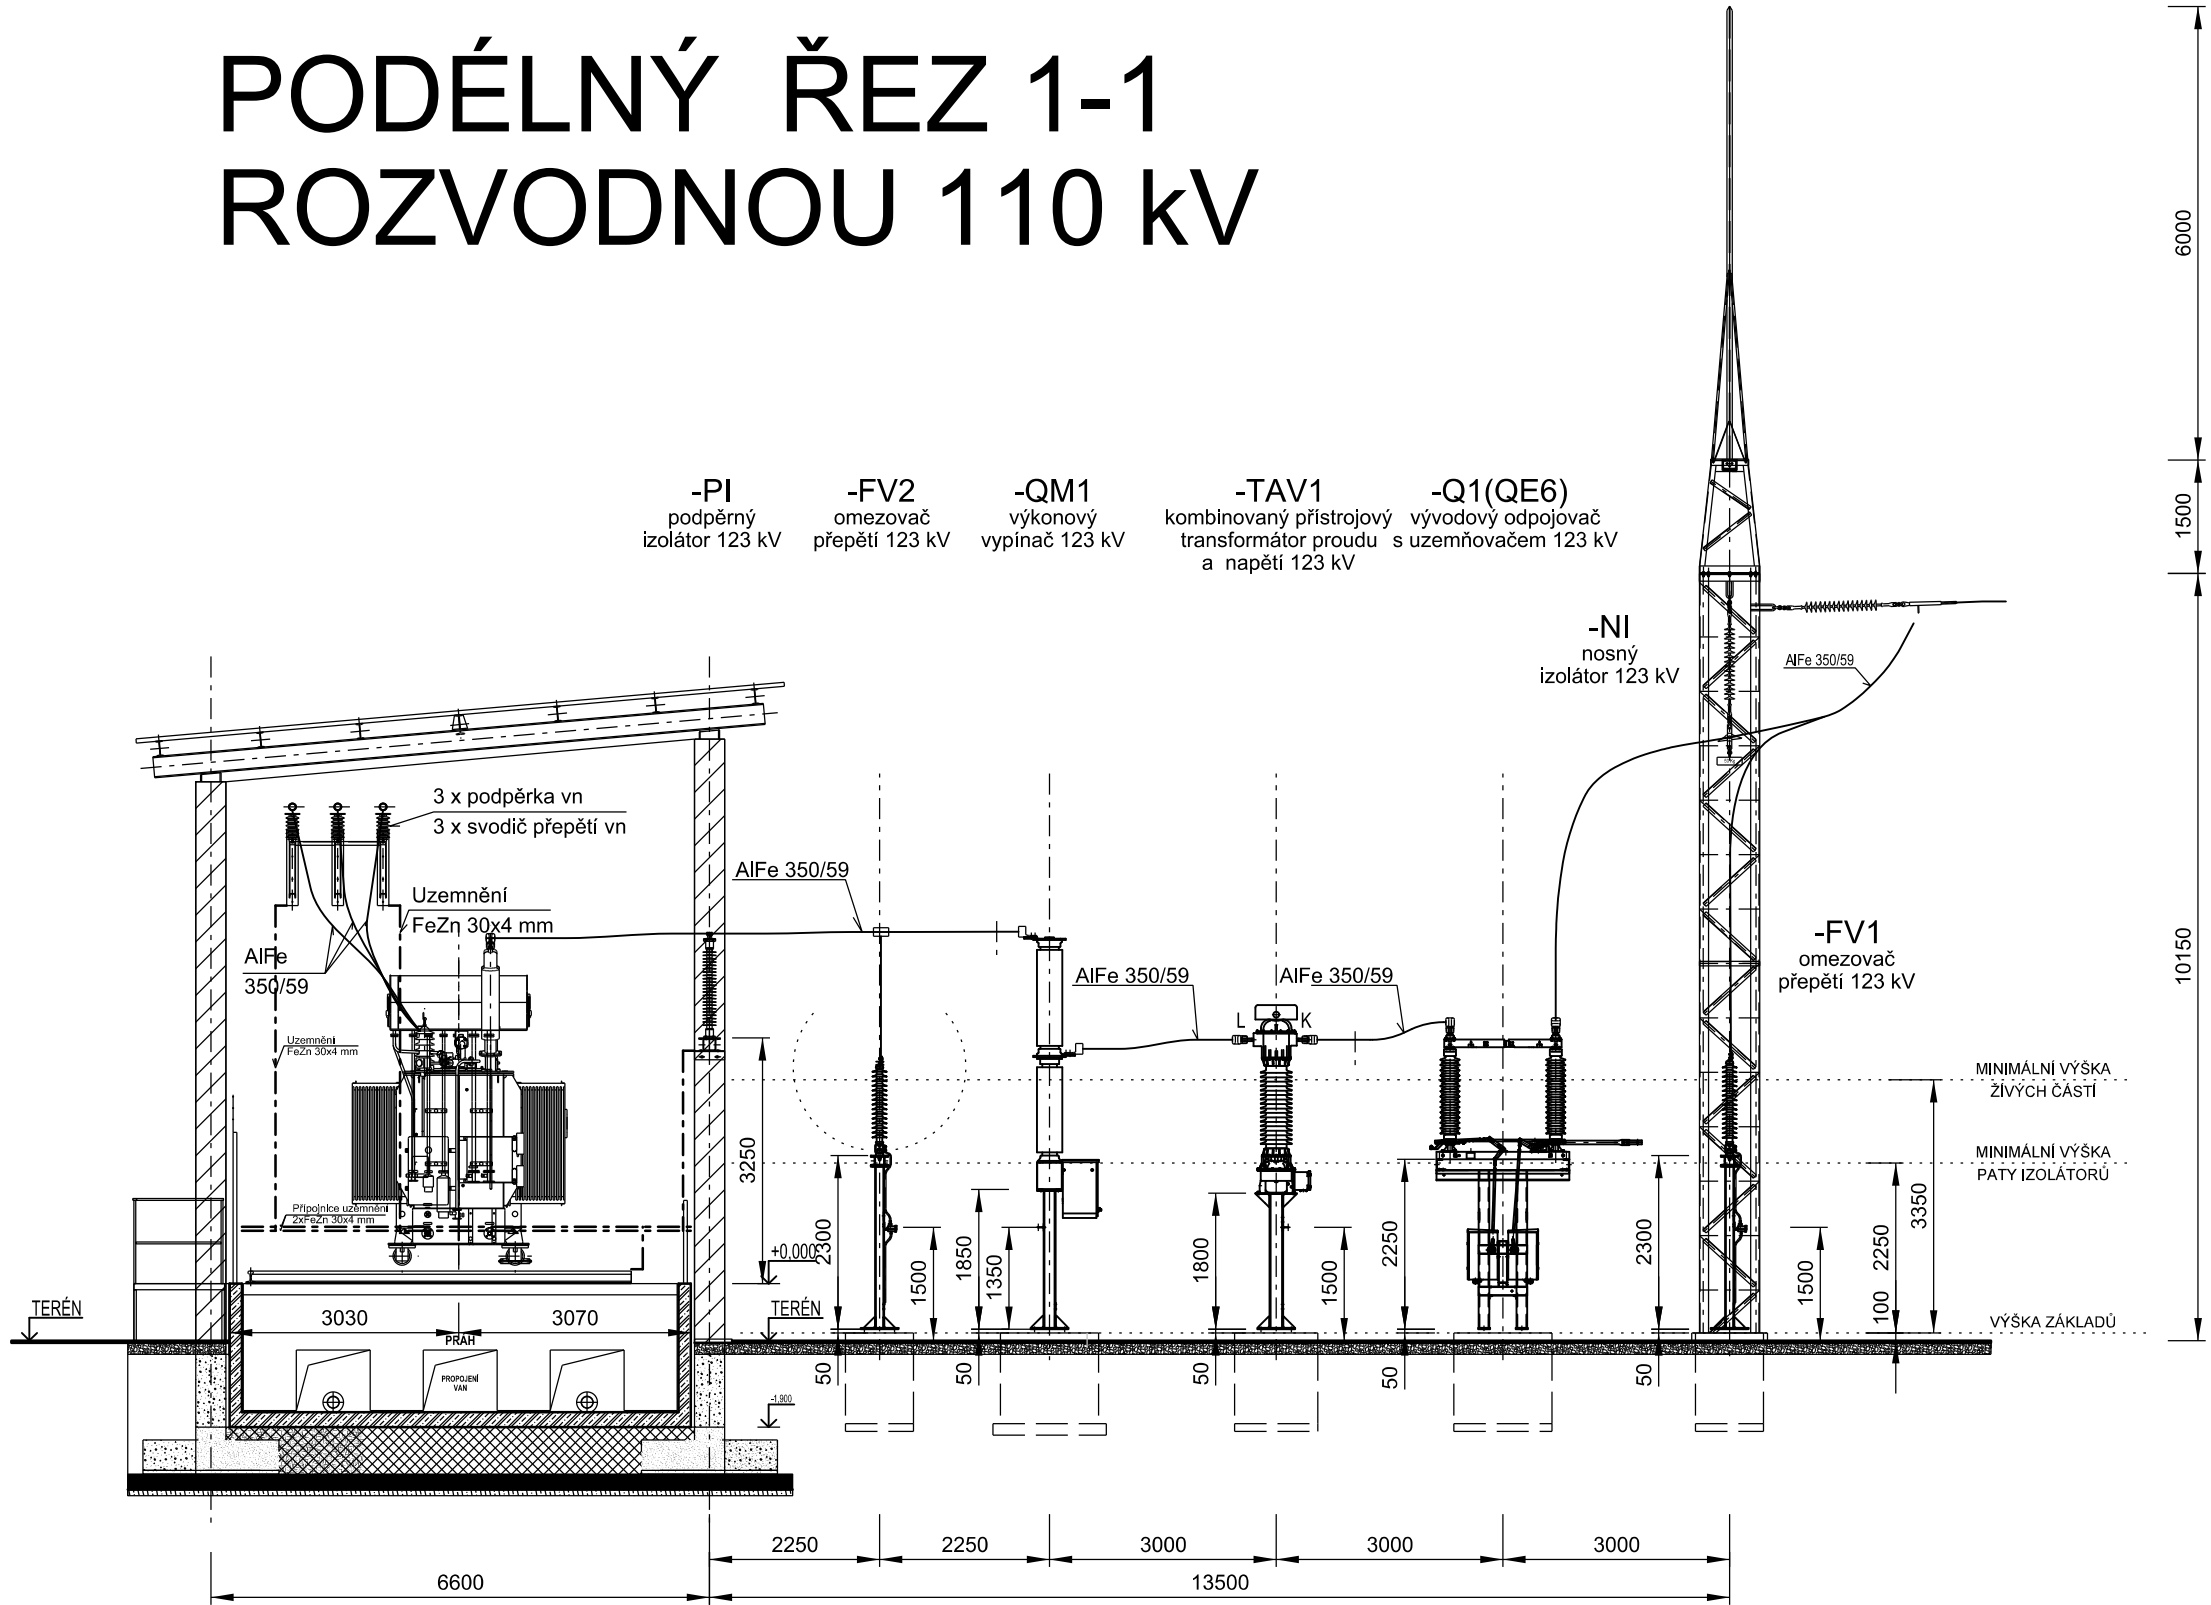 PODÉLNÝ ŘEZ 1-1
ROZVODNOU 110 kV
6000
1500
10150
-PI
podpěrný
izolátor 123 kV
-FV2
omezovač
přepětí 123 kV
-QM1
výkonový
vypínač 123 kV
-TAV1
kombinovaný přístrojový
transformátor proudu
a napětí 123 kV
-Q1(QE6)
vývodový odpojovač
s uzemňovačem 123 kV
-NI
nosný
izolátor 123 kV
AlFe 350/59
3 x podpěrka vn
3 x svodič přepětí vn
Uzemnění
FeZn 30x4 mm
AlFe
350/59
AlFe 350/59
AlFe 350/59
AlFe 350/59
L
K
-FV1
omezovač
přepětí 123 kV
Uzemnění
FeZn 30x4 mm
Připojnice uzemnění
2xFeZn 30x4 mm
MINIMÁLNÍ VÝŠKA
ŽIVÝCH ČÁSTÍ
MINIMÁLNÍ VÝŠKA
PATY IZOLÁTORŮ
VÝŠKA ZÁKLADŮ
3250
+0,000
2300
1500
1850
1350
1800
1500
2250
2300
1500
100
2250
3350
TERÉN
TERÉN
3030
3070
PRÁH
PROPOJENÍ
VAN
-1,900
50
50
50
50
50
2250
2250
3000
3000
3000
6600
13500